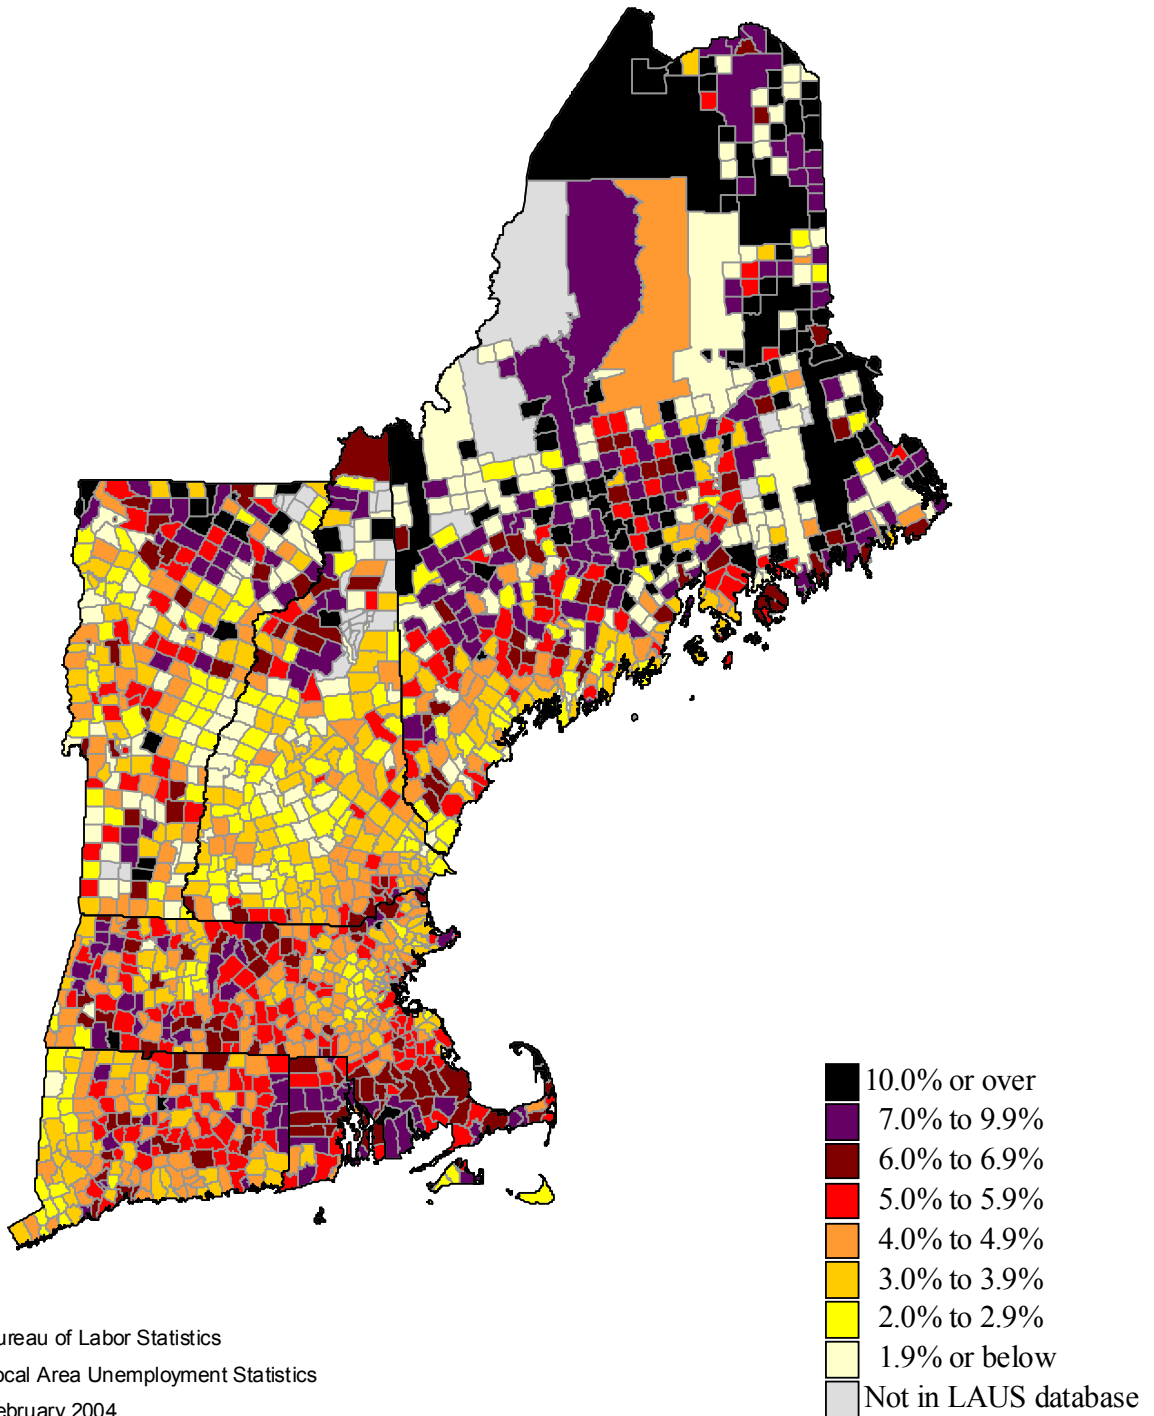 10.0% or over
7.0% to 9.9%
6.0% to 6.9%
5.0% to 5.9%
4.0% to 4.9%
3.0% to 3.9%
2.0% to 2.9%
1.9% or below
Not in LAUS database
ureau of Labor Statistics
ocal Area Unemployment Statistics
ebruary 2004